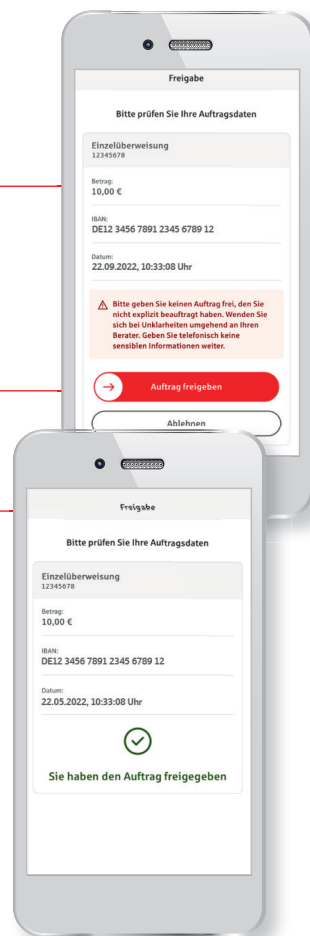 Freigabe
Bitte prüfen Sie Ihre Auftragsdaten
Einzelüberweisung
12345678
Betrag:
10,00 €
IBAN:
DE12 3456 7891 2345 6789 12
Datum:
22.09.2022, 10:33:08 Uhr
Bitte geben Sie keinen Auftrag frei, den Sie
nicht explizit beauftragt haben. Wenden Sie
sich bei Unklarheiten umgehend an Ihren
Berater. Geben Sie telefonisch keine
sensiblen Informationen weiter.
Auftrag freigeben
Ablehnen
Freigabe
Bitte prüfen Sie Ihre Auftragsdaten
Einzelüberweisung
12345678
Betrag:
10,00 €
IBAN:
DE12 3456 7891 2345 6789 12
Datum:
22.05.2022, 10:33:08 Uhr
Sie haben den Auftrag freigegeben